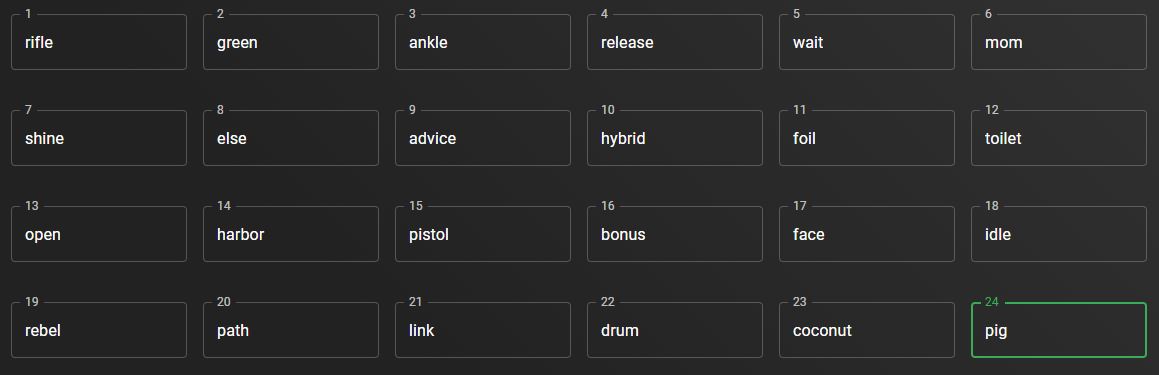 1 2 3 4 5 6
rifle green ankle release wait mom
7 8 9 10 11 12
shine else advice hybrid foil toilet
13 14 15 16 17 18
open harbor pistol bonus face idle
19 20 21 22 23 24
rebel path link drum coconut pig